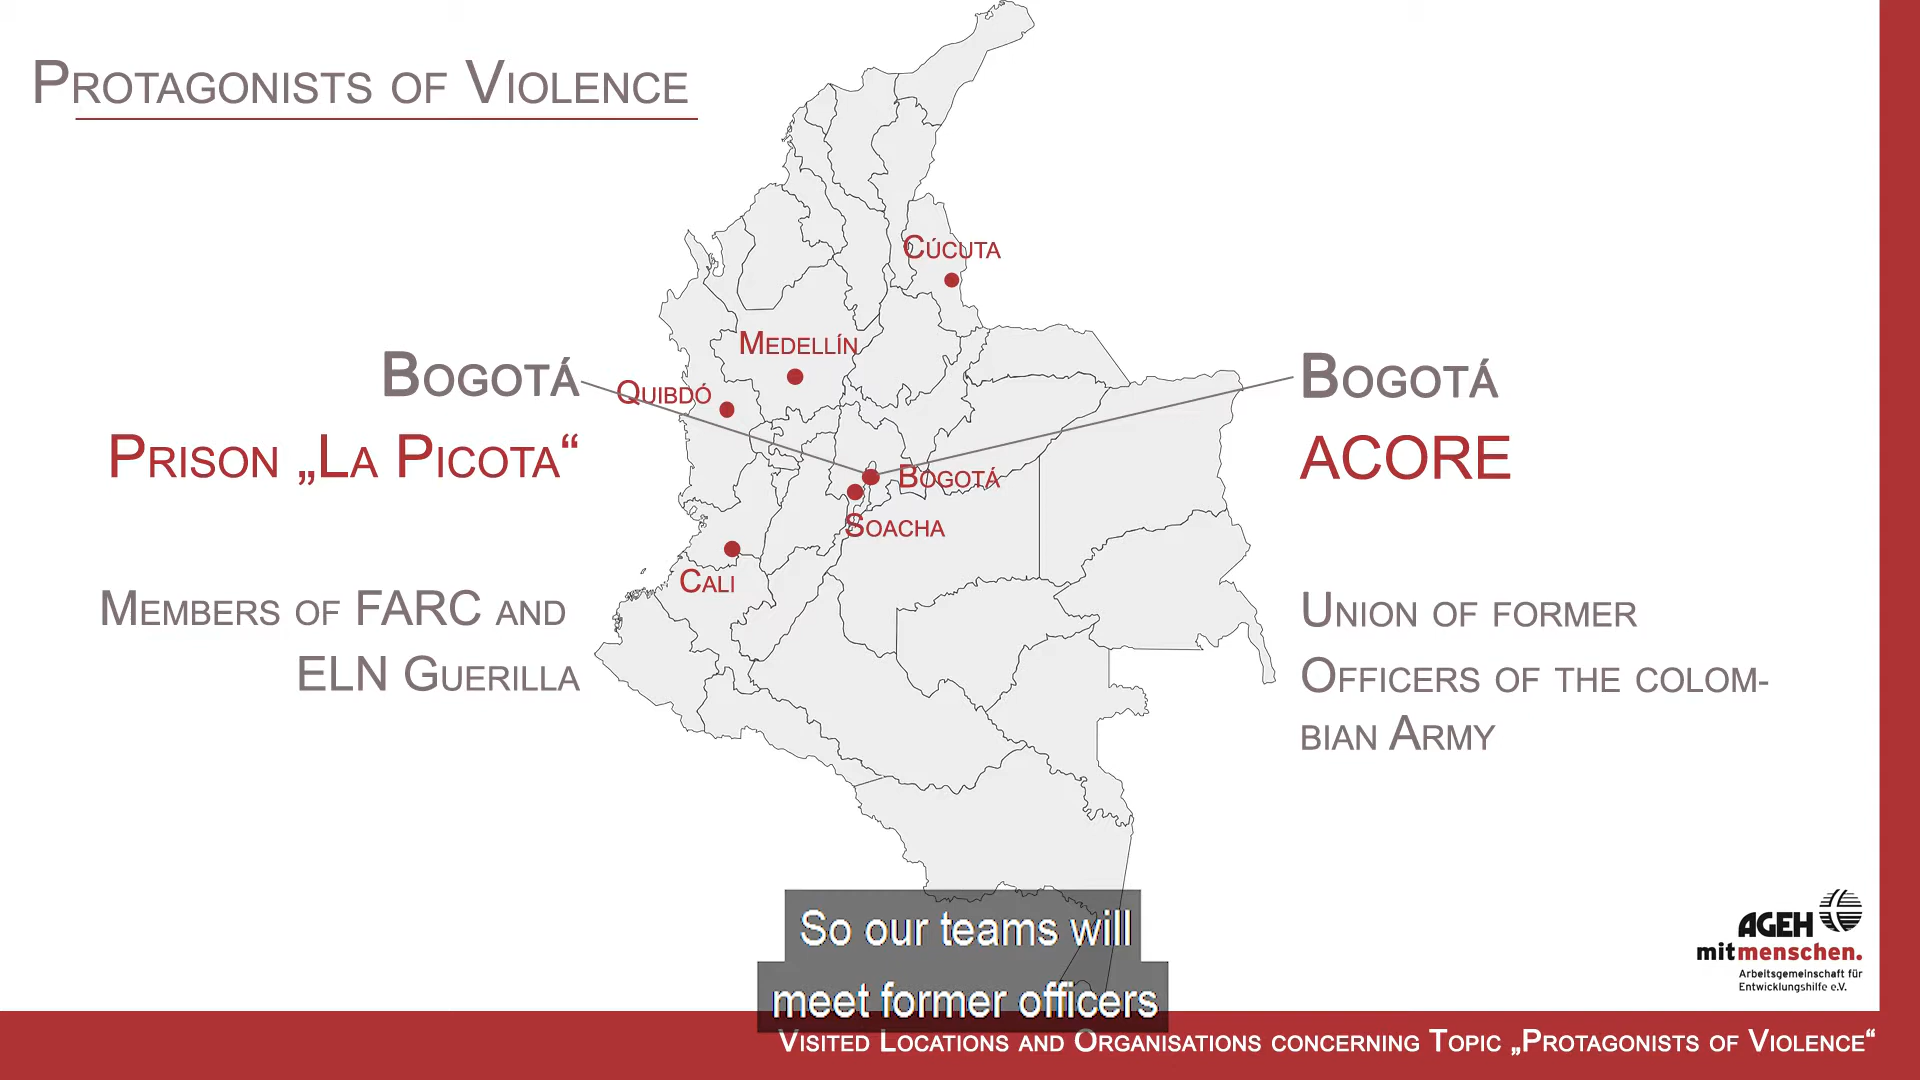 Protagonists of Violence
Cúcuta
Medellín
Quibdó
Bogotá
Soacha
Cali
Bogotá
Prison „La Picota“
Members of FARC and
ELN Guerilla
Bogotá
ACORE
Union of former
Officers of the colom-
bian Army
AGEH
mitmenschen.
Arbeitsgemeinschaft für
Entwicklungshilfe e.V.
So our teams will
meet former officers
Visited Locations and Organisations concerning Topic „Protagonists of Violence“